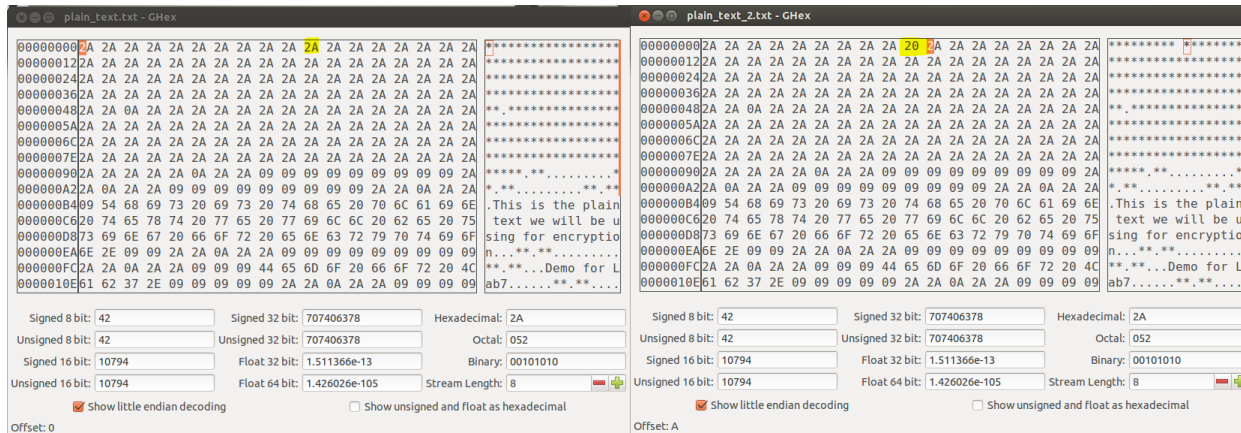 plain_text.txt - GHex
00000000 2A 2A 2A 2A 2A 2A 2A 2A 2A 2A 2A 2A 2A 2A 2A 2A 2A 2A ******************
00000012 2A 2A 2A 2A 2A 2A 2A 2A 2A 2A 2A 2A 2A 2A 2A 2A 2A 2A ******************
00000024 2A 2A 2A 2A 2A 2A 2A 2A 2A 2A 2A 2A 2A 2A 2A 2A 2A 2A ******************
00000036 2A 2A 2A 2A 2A 2A 2A 2A 2A 2A 2A 2A 2A 2A 2A 2A 2A 2A ******************
00000048 2A 2A 0A 2A 2A 2A 2A 2A 2A 2A 2A 2A 2A 2A 2A 2A 2A 2A **.***************
0000005A 2A 2A 2A 2A 2A 2A 2A 2A 2A 2A 2A 2A 2A 2A 2A 2A 2A 2A ******************
0000006C 2A 2A 2A 2A 2A 2A 2A 2A 2A 2A 2A 2A 2A 2A 2A 2A 2A 2A ******************
0000007E 2A 2A 2A 2A 2A 2A 2A 2A 2A 2A 2A 2A 2A 2A 2A 2A 2A 2A ******************
00000090 2A 2A 2A 2A 2A 0A 2A 2A 09 09 09 09 09 09 09 09 09 2A *****.**.........*
000000A2 2A 0A 2A 2A 09 09 09 09 09 09 09 09 09 2A 2A 0A 2A 2A *.**.........**.**
000000B4 09 54 68 69 73 20 69 73 20 74 68 65 20 70 6C 61 69 6E .This is the plain
000000C6 20 74 65 78 74 20 77 65 20 77 69 6C 6C 20 62 65 20 75 text we will be u
000000D8 73 69 6E 67 20 66 6F 72 20 65 6E 63 72 79 70 74 69 6F sing for encryptio
000000EA 6E 2E 09 09 2A 2A 0A 2A 2A 09 09 09 09 09 09 09 09 09 n...**.**.........
000000FC 2A 2A 0A 2A 2A 09 09 09 44 65 6D 6F 20 66 6F 72 20 4C **.**...Demo for L
0000010E 61 62 37 2E 09 09 09 09 09 2A 2A 0A 2A 2A 09 09 09 09 ab7......**.**....
Signed 8 bit: 42 Signed 32 bit: 707406378 Hexadecimal: 2A
Unsigned 8 bit: 42 Unsigned 32 bit: 707406378 Octal: 052
Signed 16 bit: 10794 Float 32 bit: 1.511366e-13 Binary: 00101010
Unsigned 16 bit: 10794 Float 64 bit: 1.426026e-105 Stream Length: 8
Show little endian decoding Show unsigned and float as hexadecimal
Offset: 0
plain_text_2.txt - GHex
00000000 2A 2A 2A 2A 2A 2A 2A 2A 2A 20 2A 2A 2A 2A 2A 2A 2A 2A ********* ********
00000012 2A 2A 2A 2A 2A 2A 2A 2A 2A 2A 2A 2A 2A 2A 2A 2A 2A 2A ******************
00000024 2A 2A 2A 2A 2A 2A 2A 2A 2A 2A 2A 2A 2A 2A 2A 2A 2A 2A ******************
00000036 2A 2A 2A 2A 2A 2A 2A 2A 2A 2A 2A 2A 2A 2A 2A 2A 2A 2A ******************
00000048 2A 2A 0A 2A 2A 2A 2A 2A 2A 2A 2A 2A 2A 2A 2A 2A 2A 2A **.***************
0000005A 2A 2A 2A 2A 2A 2A 2A 2A 2A 2A 2A 2A 2A 2A 2A 2A 2A 2A ******************
0000006C 2A 2A 2A 2A 2A 2A 2A 2A 2A 2A 2A 2A 2A 2A 2A 2A 2A 2A ******************
0000007E 2A 2A 2A 2A 2A 2A 2A 2A 2A 2A 2A 2A 2A 2A 2A 2A 2A 2A ******************
00000090 2A 2A 2A 2A 2A 0A 2A 2A 09 09 09 09 09 09 09 09 09 2A *****.**.........*
000000A2 2A 0A 2A 2A 09 09 09 09 09 09 09 09 09 2A 2A 0A 2A 2A *.**.........**.**
000000B4 09 54 68 69 73 20 69 73 20 74 68 65 20 70 6C 61 69 6E .This is the plain
000000C6 20 74 65 78 74 20 77 65 20 77 69 6C 6C 20 62 65 20 75 text we will be u
000000D8 73 69 6E 67 20 66 6F 72 20 65 6E 63 72 79 70 74 69 6F sing for encryptio
000000EA 6E 2E 09 09 2A 2A 0A 2A 2A 09 09 09 09 09 09 09 09 09 n...**.**.........
000000FC 2A 2A 0A 2A 2A 09 09 09 44 65 6D 6F 20 66 6F 72 20 4C **.**...Demo for L
0000010E 61 62 37 2E 09 09 09 09 09 2A 2A 0A 2A 2A 09 09 09 09 ab7......**.**....
Signed 8 bit: 42 Signed 32 bit: 707406378 Hexadecimal: 2A
Unsigned 8 bit: 42 Unsigned 32 bit: 707406378 Octal: 052
Signed 16 bit: 10794 Float 32 bit: 1.511366e-13 Binary: 00101010
Unsigned 16 bit: 10794 Float 64 bit: 1.426026e-105 Stream Length: 8
Show little endian decoding Show unsigned and float as hexadecimal
Offset: A